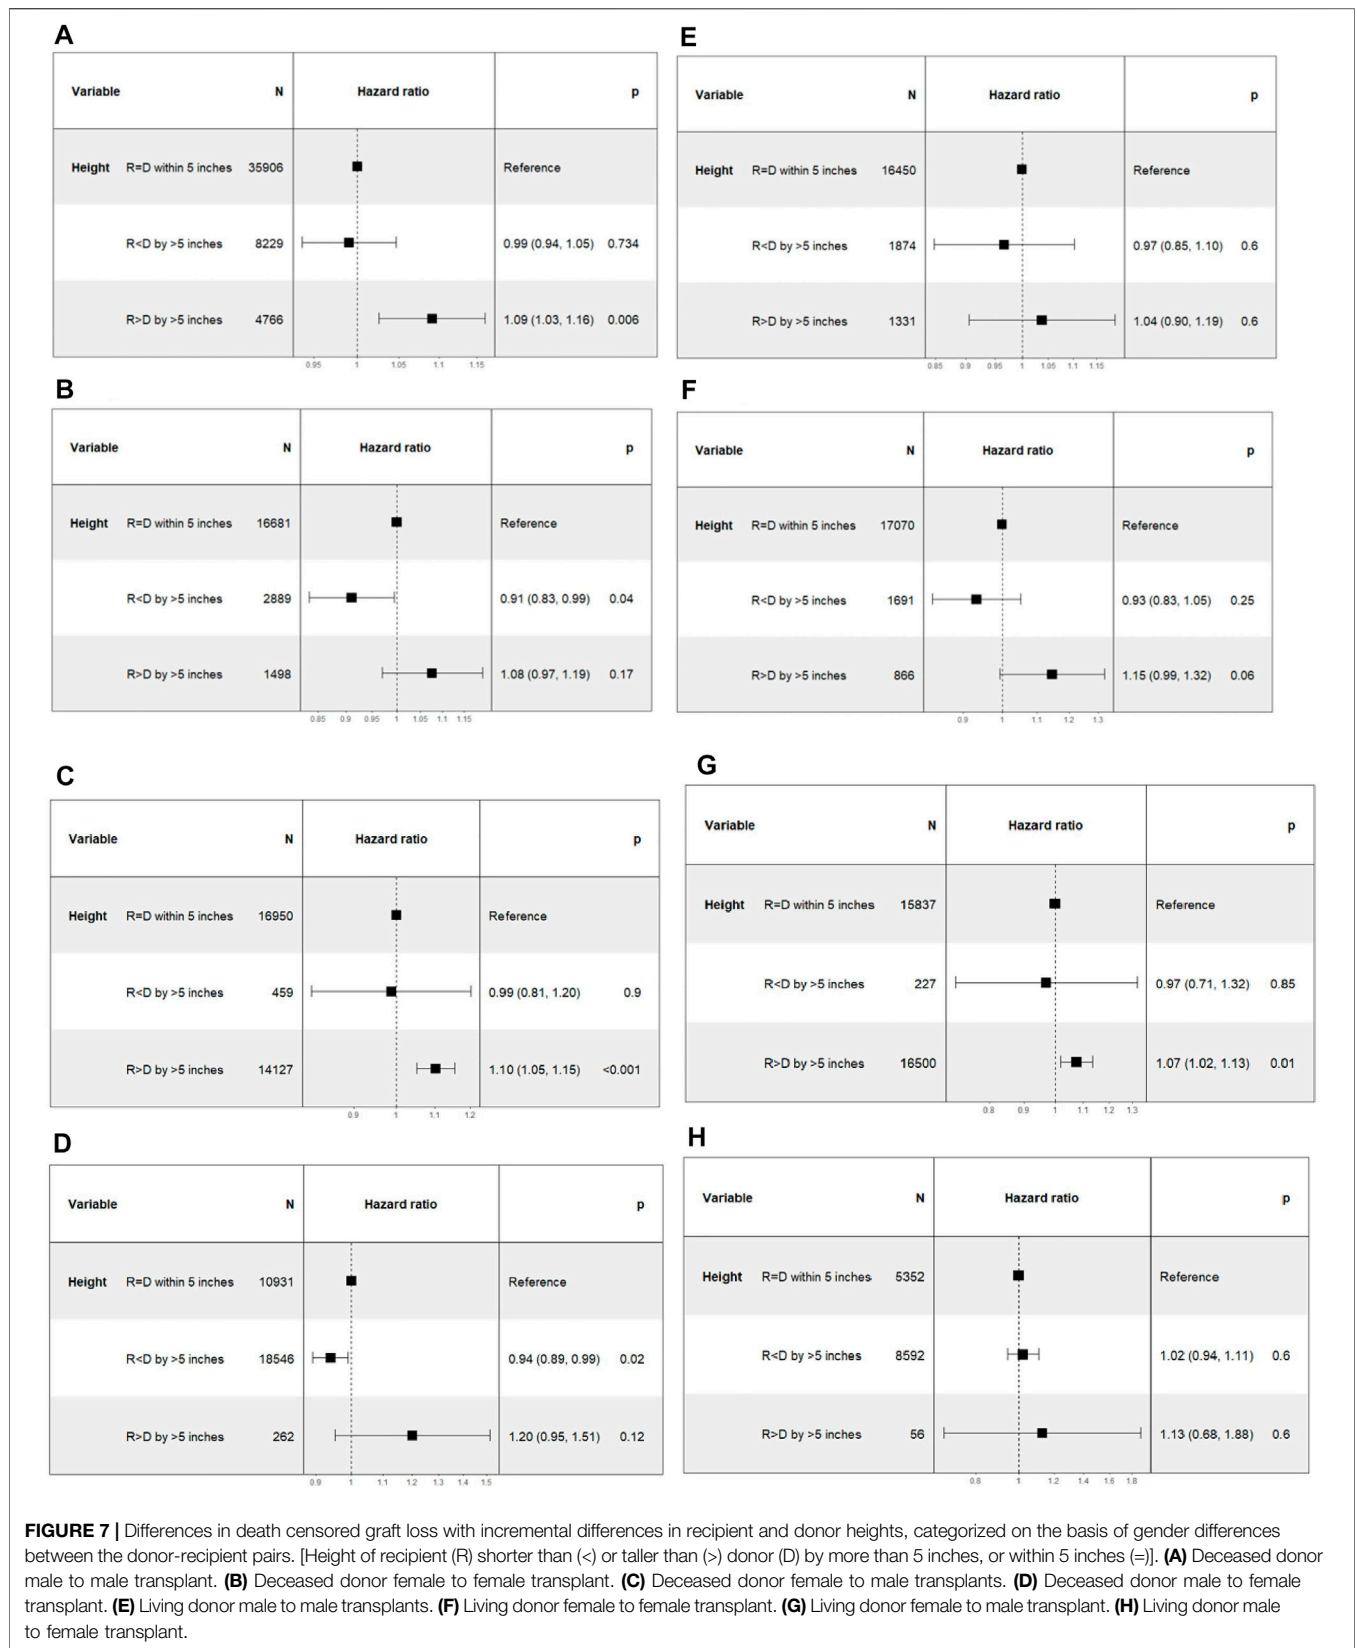 A
Variable N Hazard ratio p
Height R=D within 5 inches 35906 Reference
R<D by >5 inches 8229 0.99 (0.94, 1.05) 0.734
R>D by >5 inches 4766 1.09 (1.03, 1.16) 0.006
0.95 1 1.05 1.1 1.15
B
Variable N Hazard ratio p
Height R=D within 5 inches 16681 Reference
R<D by >5 inches 2889 0.91 (0.83, 0.99) 0.04
R>D by >5 inches 1498 1.08 (0.97, 1.19) 0.17
0.85 0.9 0.95 1 1.05 1.1 1.15
C
Variable N Hazard ratio p
Height R=D within 5 inches 16950 Reference
R<D by >5 inches 459 0.99 (0.81, 1.20) 0.9
R>D by >5 inches 14127 1.10 (1.05, 1.15) <0.001
0.9 1 1.1 1.2
D
Variable N Hazard ratio p
Height R=D within 5 inches 10931 Reference
R<D by >5 inches 18546 0.94 (0.89, 0.99) 0.02
R>D by >5 inches 262 1.20 (0.95, 1.51) 0.12
0.9 1 1.1 1.2 1.3 1.4 1.5
E
Variable N Hazard ratio p
Height R=D within 5 inches 16450 Reference
R<D by >5 inches 1874 0.97 (0.85, 1.10) 0.6
R>D by >5 inches 1331 1.04 (0.90, 1.19) 0.6
0.85 0.9 0.95 1 1.05 1.1 1.15
F
Variable N Hazard ratio p
Height R=D within 5 inches 17070 Reference
R<D by >5 inches 1691 0.93 (0.83, 1.05) 0.25
R>D by >5 inches 866 1.15 (0.99, 1.32) 0.06
0.9 1 1.1 1.2 1.3
G
Variable N Hazard ratio p
Height R=D within 5 inches 15837 Reference
R<D by >5 inches 227 0.97 (0.71, 1.32) 0.85
R>D by >5 inches 16500 1.07 (1.02, 1.13) 0.01
0.8 0.9 1 1.1 1.2 1.3
H
Variable N Hazard ratio p
Height R=D within 5 inches 5352 Reference
R<D by >5 inches 8592 1.02 (0.94, 1.11) 0.6
R>D by >5 inches 56 1.13 (0.68, 1.88) 0.6
0.8 1 1.2 1.4 1.6 1.8
FIGURE 7 | Differences in death censored graft loss with incremental differences in recipient and donor heights, categorized on the basis of gender differences
between the donor-recipient pairs. [Height of recipient (R) shorter than (<) or taller than (>) donor (D) by more than 5 inches, or within 5 inches (=)]. (A) Deceased donor
male to male transplant. (B) Deceased donor female to female transplant. (C) Deceased donor female to male transplants. (D) Deceased donor male to female
transplant. (E) Living donor male to male transplants. (F) Living donor female to female transplant. (G) Living donor female to male transplant. (H) Living donor male
to female transplant.